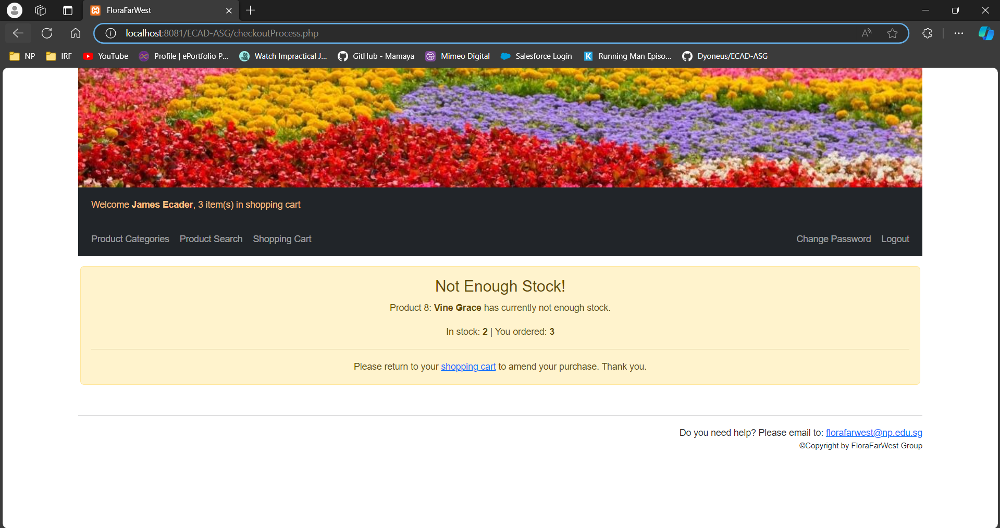 FloraFarWest
localhost:8081/ECAD-ASG/checkoutProcess.php
NP IRF YouTube Profile | ePortfolio P... Watch Impractical J... GitHub - Mamaya Mimeo Digital Salesforce Login Running Man Episo... Dyoneus/ECAD-ASG
Welcome James Ecader, 3 item(s) in shopping cart
Product Categories Product Search Shopping Cart Change Password Logout
Not Enough Stock!
Product 8: Vine Grace has currently not enough stock.
In stock: 2 | You ordered: 3
Please return to your shopping cart to amend your purchase. Thank you.
Do you need help? Please email to: florafarwest@np.edu.sg
©Copyright by FloraFarWest Group